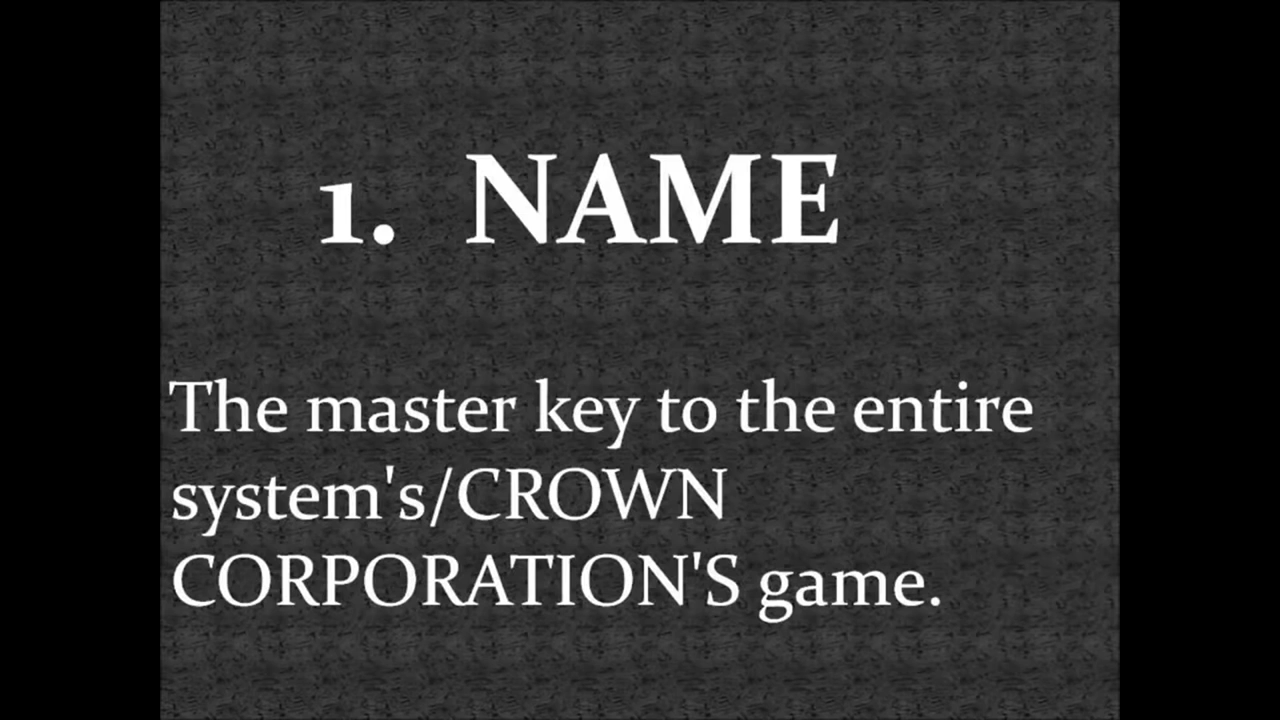 1. NAME
The master key to the entire
system's/CROWN
CORPORATION'S game.